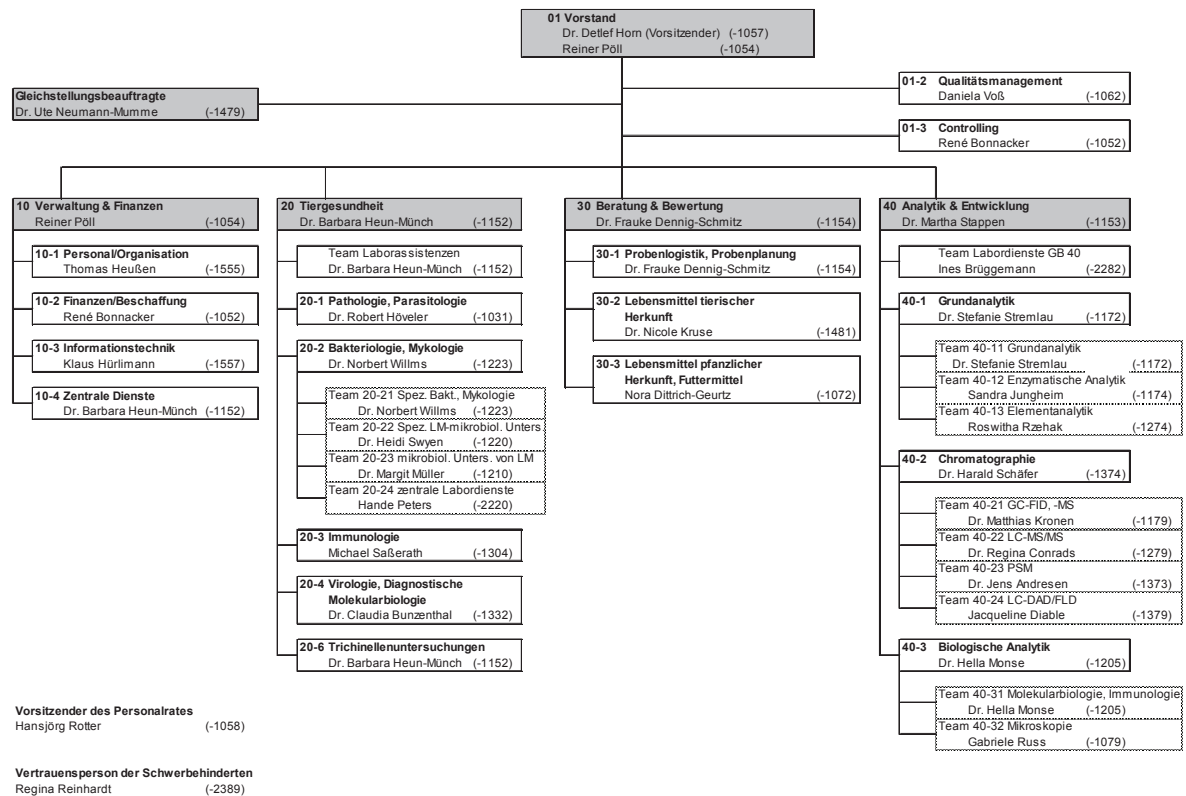 01 Vorstand
Dr. Detlef Horn (Vorsitzender) (-1057)
Reiner Pöll (-1054)
Gleichstellungsbeauftragte
Dr. Ute Neumann-Mumme (-1479)
01-2 Qualitätsmanagement
Daniela Voß (-1062)
01-3 Controlling
René Bonnacker (-1052)
10 Verwaltung & Finanzen
Reiner Pöll (-1054)
10-1 Personal/Organisation
Thomas Heußen (-1555)
10-2 Finanzen/Beschaffung
René Bonnacker (-1052)
10-3 Informationstechnik
Klaus Hürlimann (-1557)
10-4 Zentrale Dienste
Dr. Barbara Heun-Münch (-1152)
20 Tiergesundheit
Dr. Barbara Heun-Münch (-1152)
Team Laborassistenzen
Dr. Barbara Heun-Münch (-1152)
20-1 Pathologie, Parasitologie
Dr. Robert Höveler (-1031)
20-2 Bakteriologie, Mykologie
Dr. Norbert Willms (-1223)
Team 20-21 Spez. Bakt., Mykologie
Dr. Norbert Willms (-1223)
Team 20-22 Spez. LM-mikrobiol. Unters.
Dr. Heidi Swyen (-1220)
Team 20-23 mikrobiol. Unters. von LM
Dr. Margit Müller (-1210)
Team 20-24 zentrale Labordienste
Hande Peters (-2220)
20-3 Immunologie
Michael Saßerath (-1304)
20-4 Virologie, Diagnostische
Molekularbiologie
Dr. Claudia Bunzenthal (-1332)
20-6 Trichinellenuntersuchungen
Dr. Barbara Heun-Münch (-1152)
30 Beratung & Bewertung
Dr. Frauke Dennig-Schmitz (-1154)
30-1 Probenlogistik, Probenplanung
Dr. Frauke Dennig-Schmitz (-1154)
30-2 Lebensmittel tierischer
Herkunft
Dr. Nicole Kruse (-1481)
30-3 Lebensmittel pfanzlicher
Herkunft, Futtermittel
Nora Dittrich-Geurtz (-1072)
40 Analytik & Entwicklung
Dr. Martha Stappen (-1153)
Team Labordienste GB 40
Ines Brüggemann (-2282)
40-1 Grundanalytik
Dr. Stefanie Stremlau (-1172)
Team 40-11 Grundanalytik
Dr. Stefanie Stremlau (-1172)
Team 40-12 Enzymatische Analytik
Sandra Jungheim (-1174)
Team 40-13 Elementanalytik
Roswitha Rzehak (-1274)
40-2 Chromatographie
Dr. Harald Schäfer (-1374)
Team 40-21 GC-FID, -MS
Dr. Matthias Kronen (-1179)
Team 40-22 LC-MS/MS
Dr. Regina Conrads (-1279)
Team 40-23 PSM
Dr. Jens Andresen (-1373)
Team 40-24 LC-DAD/FLD
Jacqueline Diable (-1379)
40-3 Biologische Analytik
Dr. Hella Monse (-1205)
Team 40-31 Molekularbiologie, Immunologie
Dr. Hella Monse (-1205)
Team 40-32 Mikroskopie
Gabriele Russ (-1079)
Vorsitzender des Personalrates
Hansjörg Rotter (-1058)
Vertrauensperson der Schwerbehinderten
Regina Reinhardt (-2389)